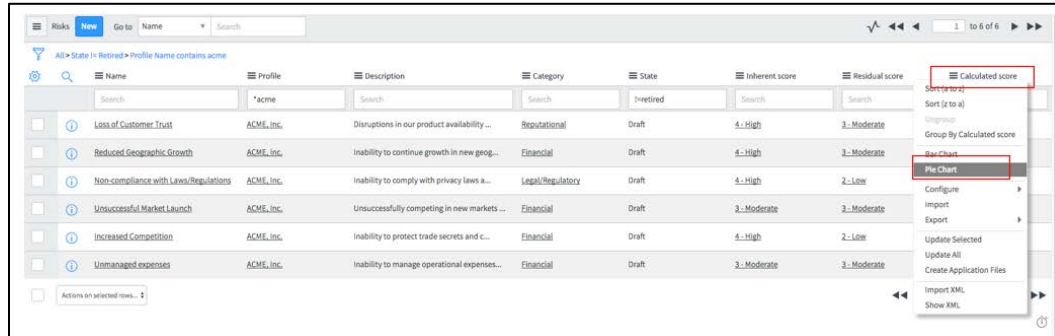 Risks New Go to Name Search 1 to 6 of 6
All > State != Retired > Profile Name contains acme
Name Profile Description Category State Inherent score Residual score Calculated score
Search *acme Search Search !=retired Search Search
Loss of Customer Trust ACME, Inc. Disruptions in our product availability ... Reputational Draft 4 - High 3 - Moderate
Reduced Geographic Growth ACME, Inc. Inability to continue growth in new geog... Financial Draft 4 - High 3 - Moderate
Non-compliance with Laws/Regulations ACME, Inc. Inability to comply with privacy laws a... Legal/Regulatory Draft 4 - High 2 - Low
Unsuccessful Market Launch ACME, Inc. Unsuccessfully competing in new markets ... Financial Draft 3 - Moderate 3 - Moderate
Increased Competition ACME, Inc. Inability to protect trade secrets and c... Financial Draft 4 - High 2 - Low
Unmanaged expenses ACME, Inc. Inability to manage operational expenses... Financial Draft 3 - Moderate 3 - Moderate
Actions on selected rows...
Sort (a to z)
Sort (z to a)
Ungroup
Group By Calculated score
Bar Chart
Pie Chart
Configure
Import
Export
Update Selected
Update All
Create Application Files
Import XML
Show XML